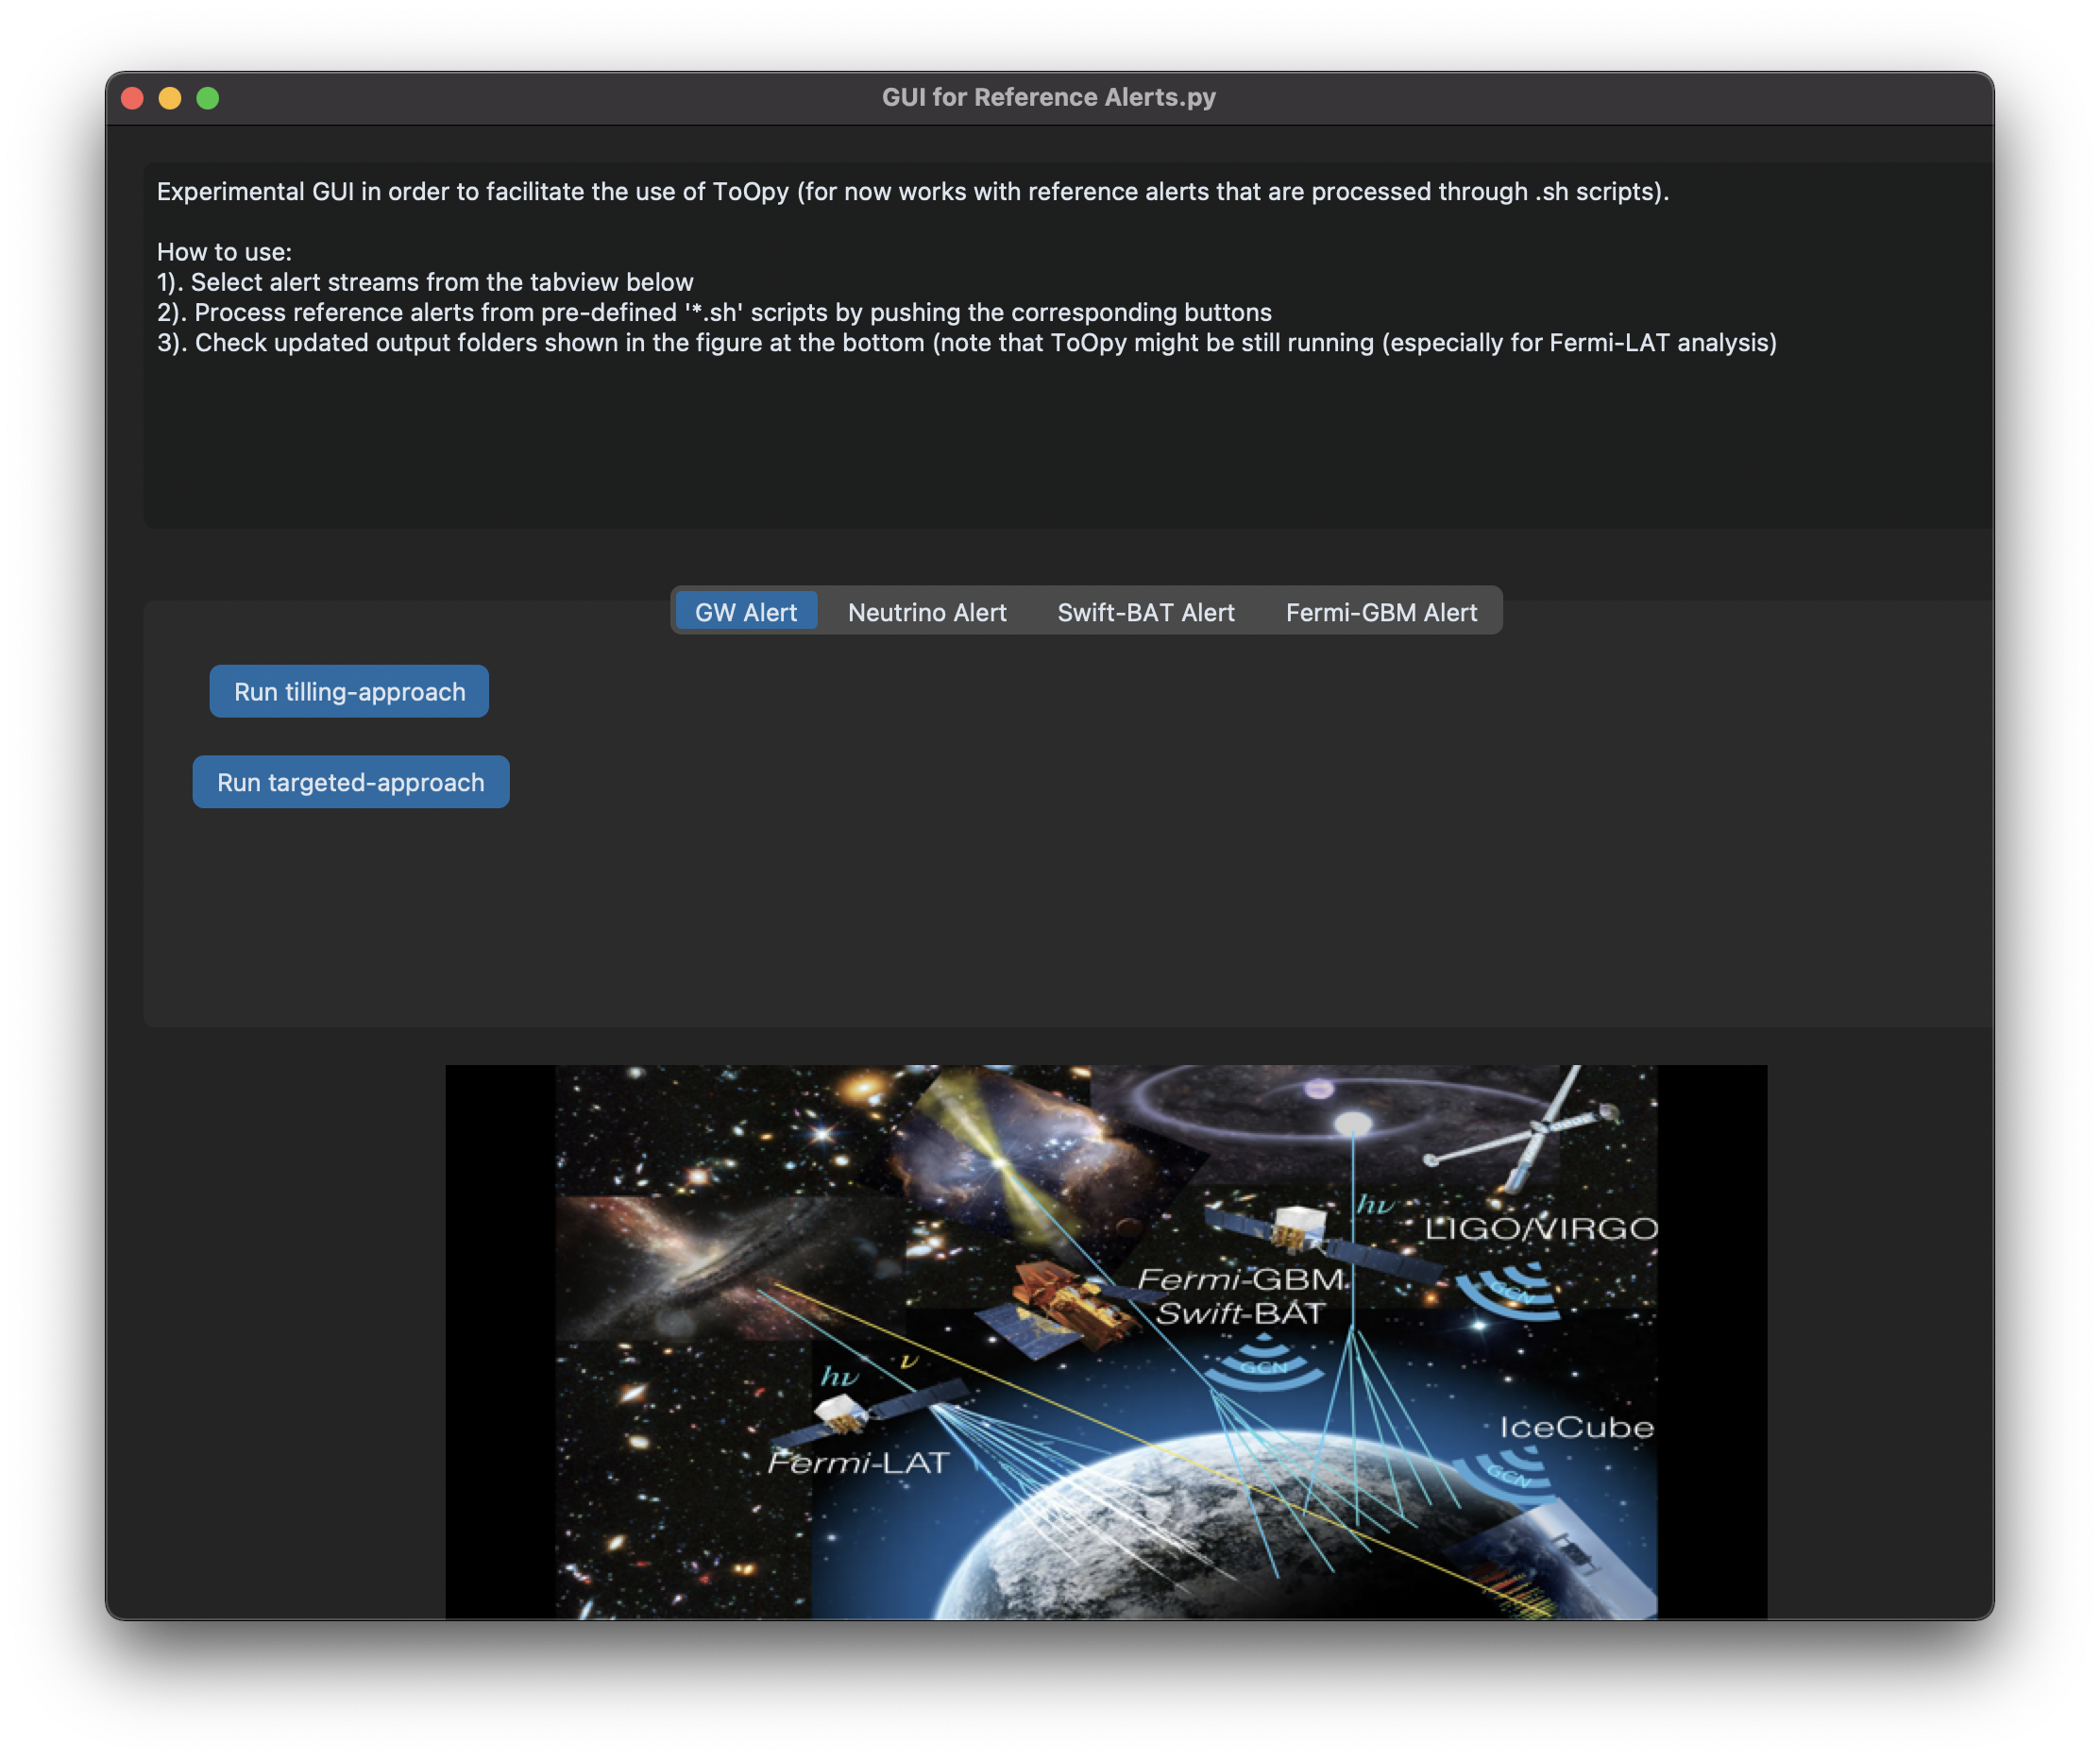 GUI for Reference Alerts.py
Experimental GUI in order to facilitate the use of ToOpy (for now works with reference alerts that are processed through .sh scripts).
How to use:
1). Select alert streams from the tabview below
2). Process reference alerts from pre-defined '*.sh' scripts by pushing the corresponding buttons
3). Check updated output folders shown in the figure at the bottom (note that ToOpy might be still running (especially for Fermi-LAT analysis)
GW Alert
Neutrino Alert
Swift-BAT Alert
Fermi-GBM Alert
Run tilling-approach
Run targeted-approach
hν
LIGO/VIRGO
Fermi-GBM
Swift-BAT
GCN
GCN
hν
ν
Fermi-LAT
IceCube
GCN